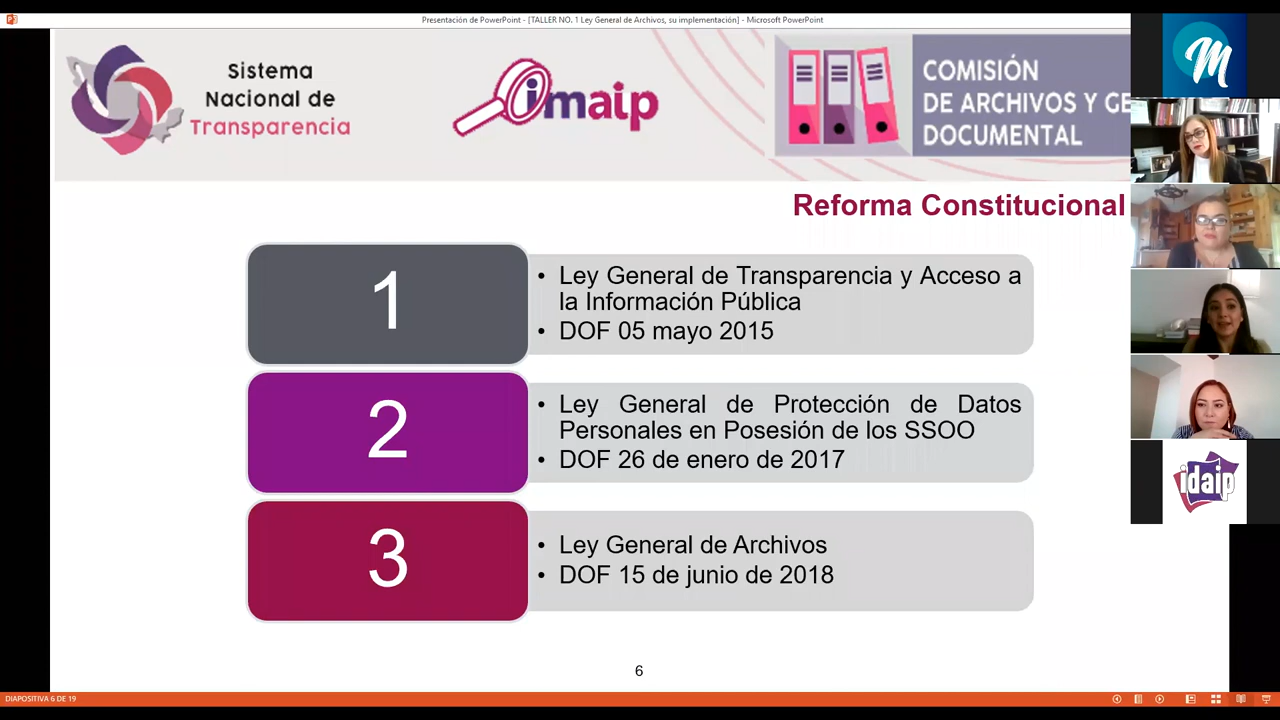 Presentación de PowerPoint - [TALLER NO. 1 Ley General de Archivos, su implementación] - Microsoft PowerPoint
Sistema
Nacional de
Transparencia
imaip
COMISIÓN
DE ARCHIVOS Y GE
DOCUMENTAL
M
Reforma Constitucional
1
• Ley General de Transparencia y Acceso a
la Información Pública
• DOF 05 mayo 2015
2
• Ley General de Protección de Datos
Personales en Posesión de los SSOO
• DOF 26 de enero de 2017
3
• Ley General de Archivos
• DOF 15 de junio de 2018
idaip
6
DIAPOSITIVA 6 DE 19